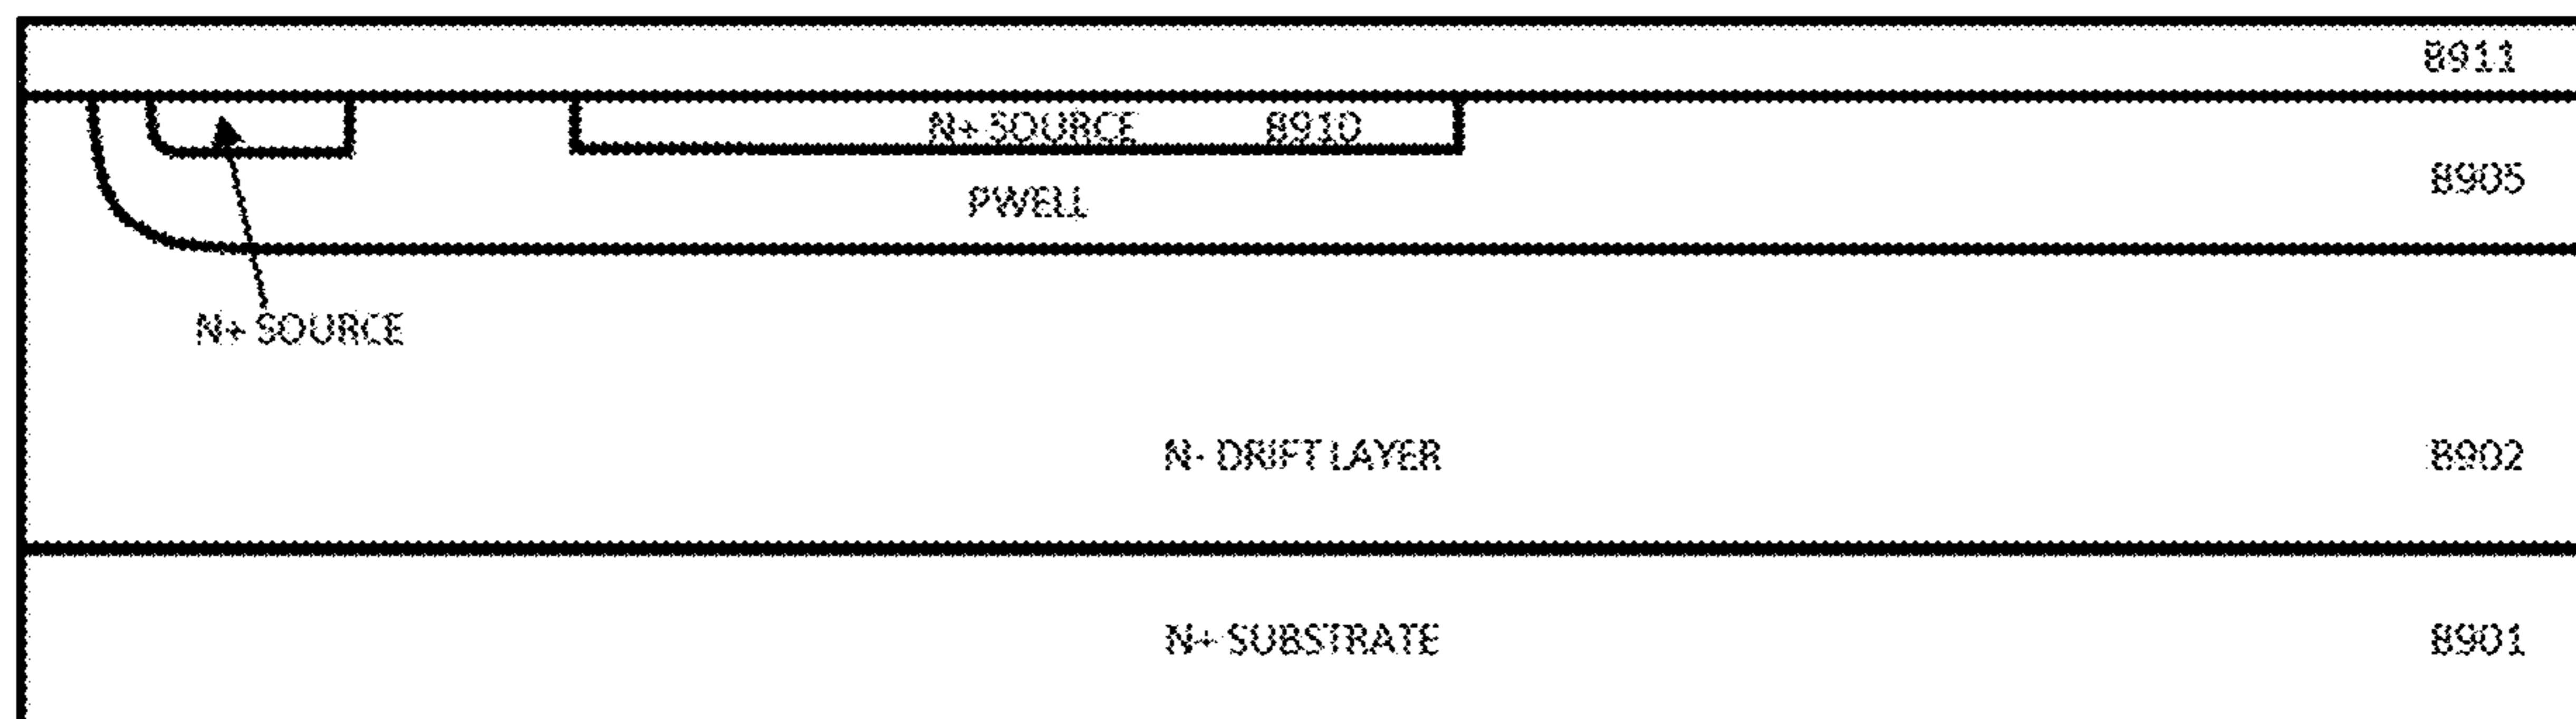 8911
N+ SOURCE 8910
8905
PWELL
N+ SOURCE
N- DRIFT LAYER 8902
N+ SUBSTRATE 8901